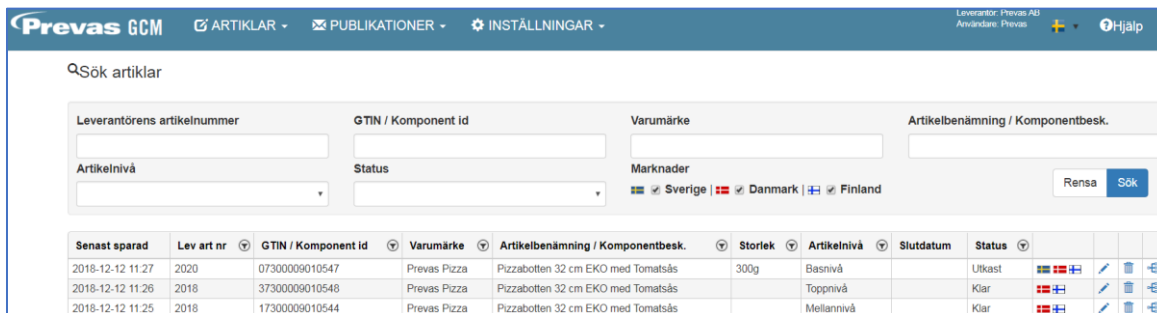 Prevas GCM ARTIKLAR PUBLIKATIONER INSTÄLLNINGAR Leverantör: Prevas AB
Användare: Prevas Hjälp
Sök artiklar
Leverantörens artikelnummer GTIN / Komponent id Varumärke Artikelbenämning / Komponentbesk.
Artikelnivå Status Marknader
Sverige | Danmark | Finland Rensa Sök
Senast sparad Lev art nr GTIN / Komponent id Varumärke Artikelbenämning / Komponentbesk. Storlek Artikelnivå Slutdatum Status
2018-12-12 11:27 2020 07300009010547 Prevas Pizza Pizzabotten 32 cm EKO med Tomatsås 300g Basnivå Utkast
2018-12-12 11:26 2018 37300009010548 Prevas Pizza Pizzabotten 32 cm EKO med Tomatsås Toppnivå Klar
2018-12-12 11:25 2018 17300009010544 Prevas Pizza Pizzabotten 32 cm EKO med Tomatsås Mellannivå Klar